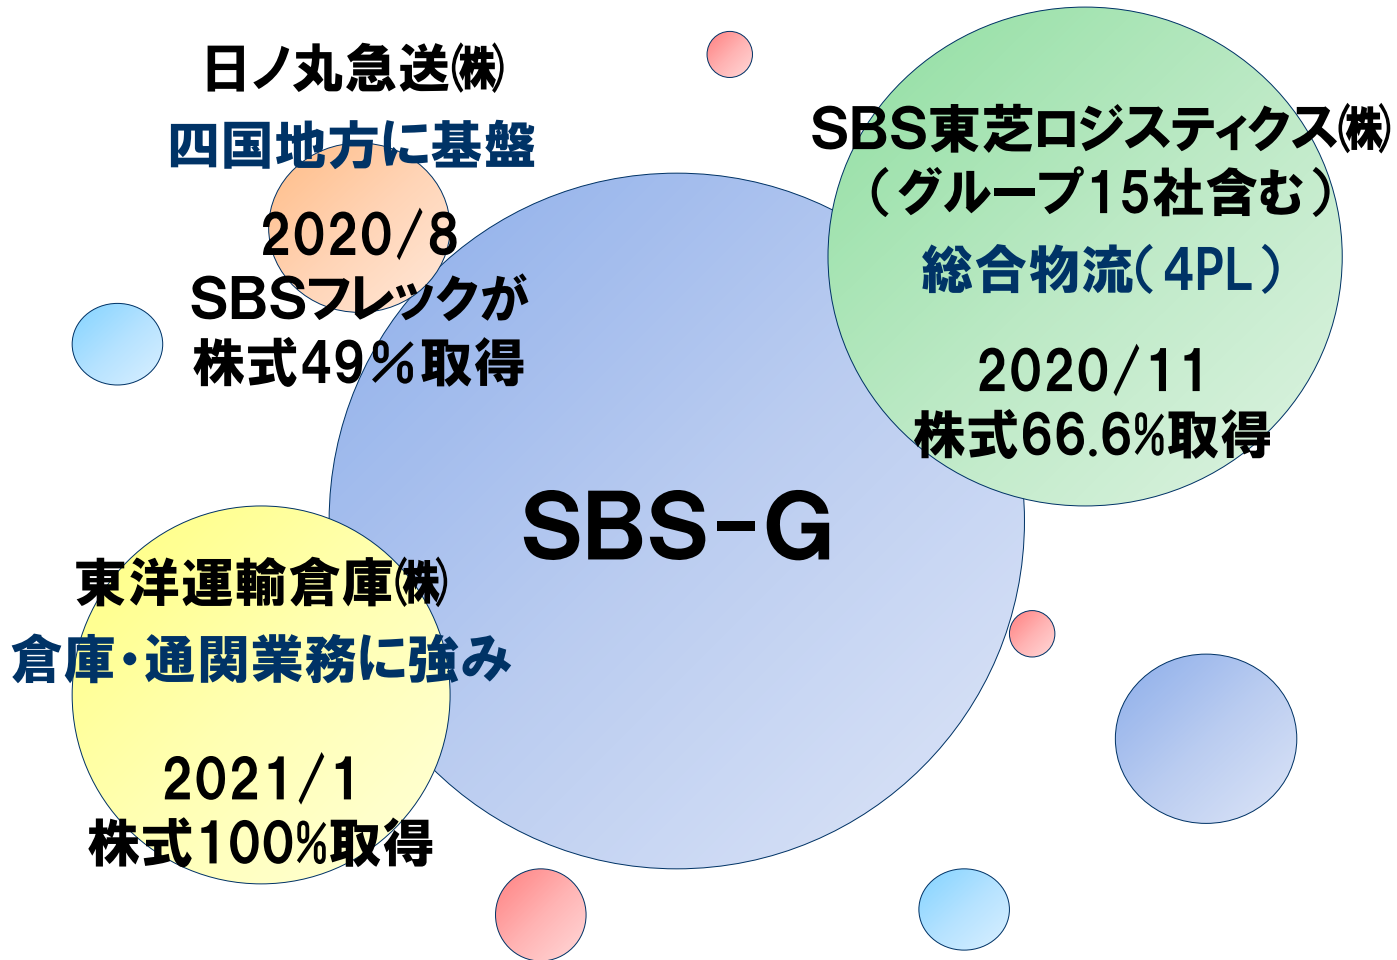 日ノ丸急送㈱
四国地方に基盤
2020/8
SBSフレックが
株式49%取得
SBS東芝ロジスティクス㈱
(グループ15社含む)
総合物流(4PL)
2020/11
株式66.6%取得
SBS-G
東洋運輸倉庫㈱
倉庫・通関業務に強み
2021/1
株式100%取得